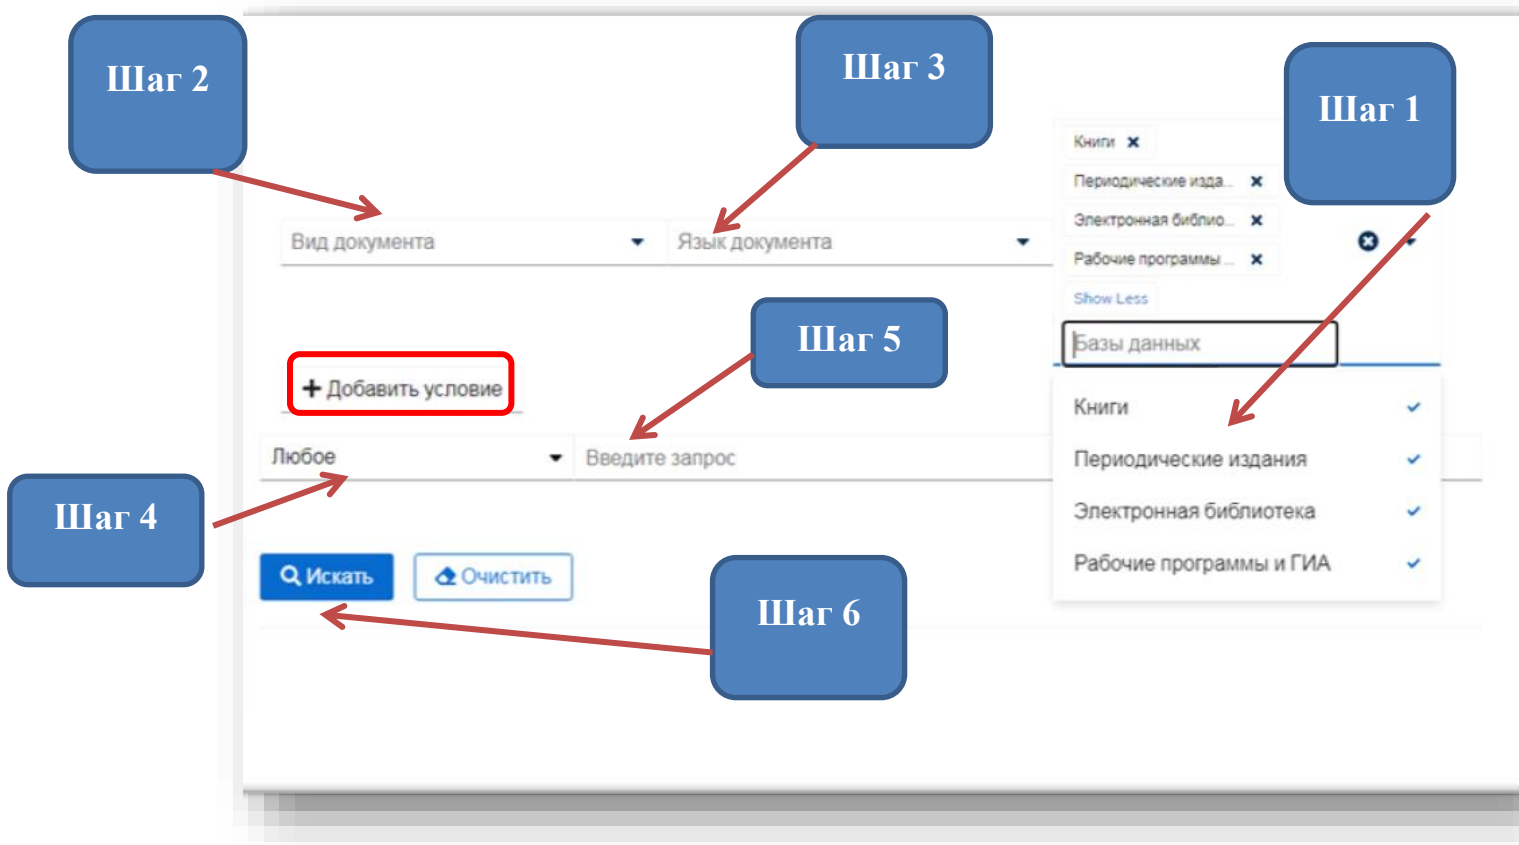 Шаг 2
Шаг 3
Шаг 1
Книги
Периодические изда...
Электронная библио...
Рабочие программы ...
Show Less
Вид документа
Язык документа
Базы данных
Шаг 5
Добавить условие
Книги
Периодические издания
Электронная библиотека
Рабочие программы и ГИА
Любое
Введите запрос
Шаг 4
Искать
Очистить
Шаг 6